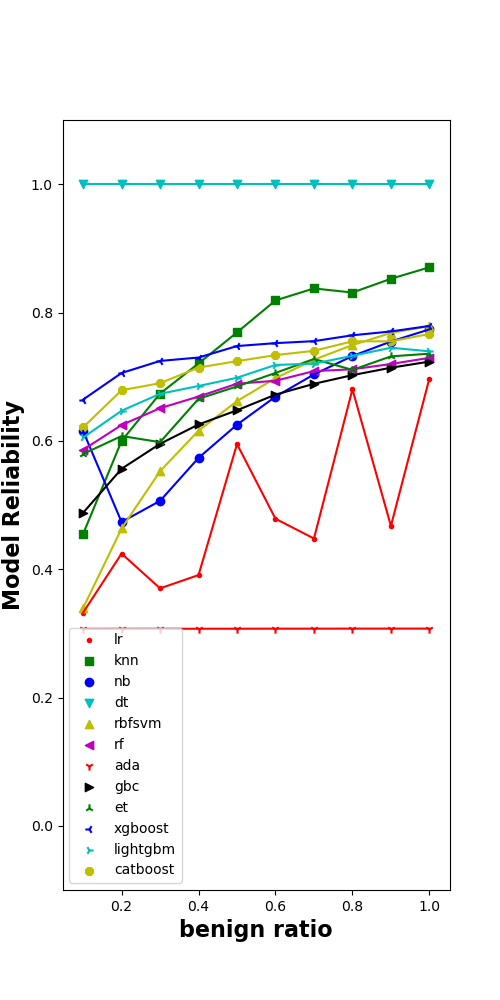 1.0
0.8
0.6
0.4
0.2
0.0
Model Reliability
lr
knn
nb
dt
rbfsvm
rf
ada
gbc
et
xgboost
lightgbm
catboost
0.2 0.4 0.6 0.8 1.0
benign ratio